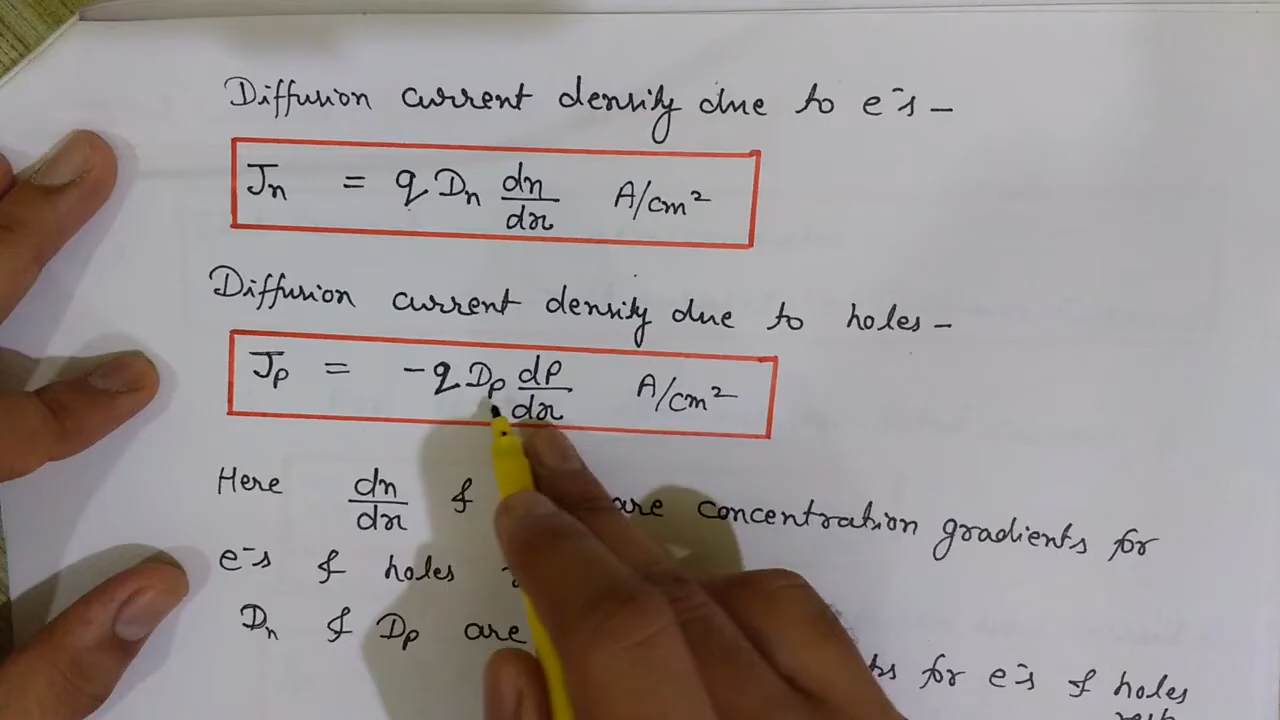 Diffusion current density due to e⁻s –
Jn = q Dn dn/dx A/cm²
Diffusion current density due to holes –
Jp = -q Dp dp/dx A/cm²
Here dn/dx & are concentration gradients for
e⁻s & holes
Dn & Dp are for e⁻s & holes